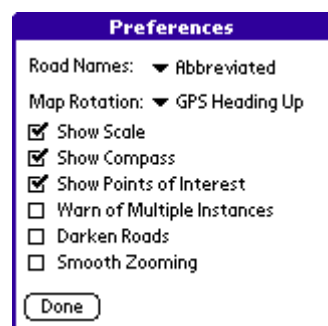 Preferences
Road Names: Abbreviated
Map Rotation: GPS Heading Up
Show Scale
Show Compass
Show Points of Interest
Warn of Multiple Instances
Darken Roads
Smooth Zooming
Done